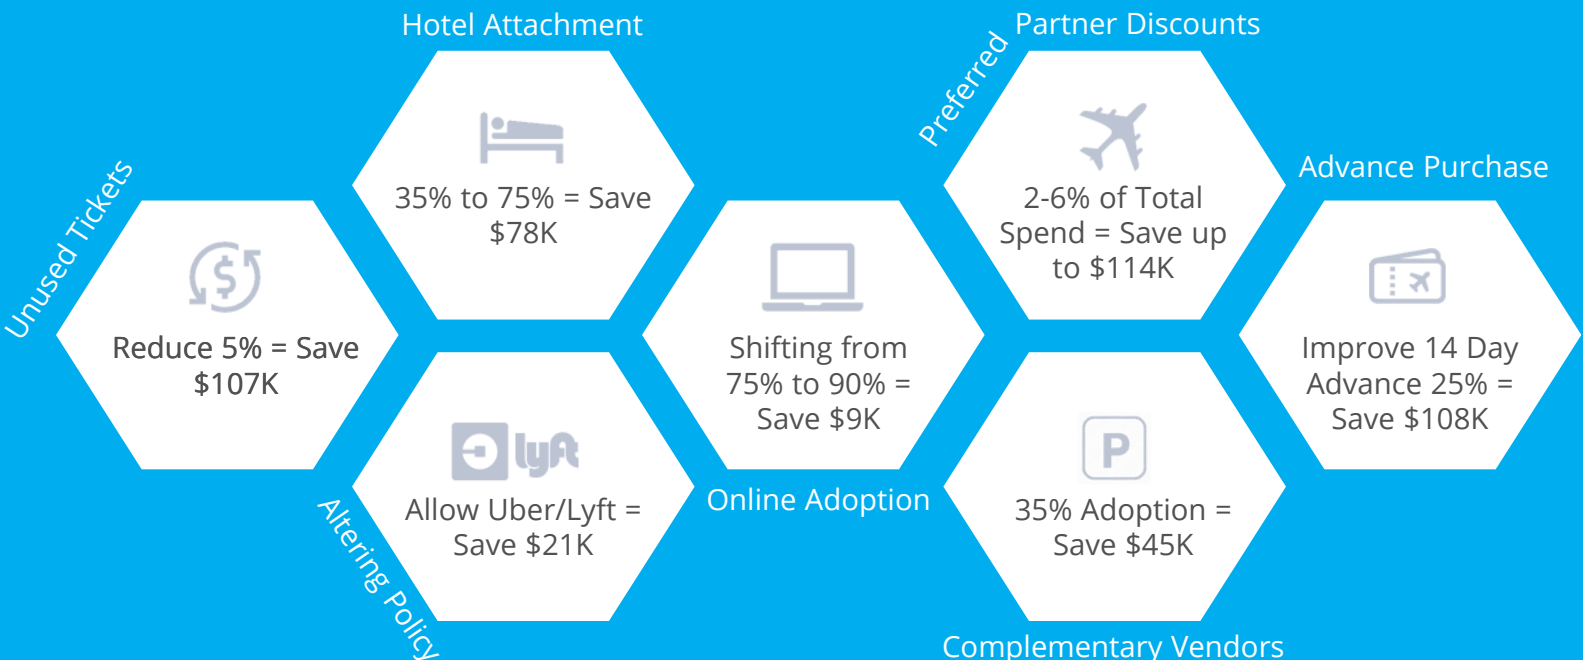 Unused Tickets
Reduce 5% = Save
$107K
Hotel Attachment
35% to 75% = Save
$78K
lyft
Allow Uber/Lyft =
Save $21K
Altering Policy
Shifting from
75% to 90% =
Save $9K
Online Adoption
Preferred
Partner Discounts
2-6% of Total
Spend = Save up
to $114K
P
35% Adoption =
Save $45K
Complementary Vendors
Advance Purchase
Improve 14 Day
Advance 25% =
Save $108K